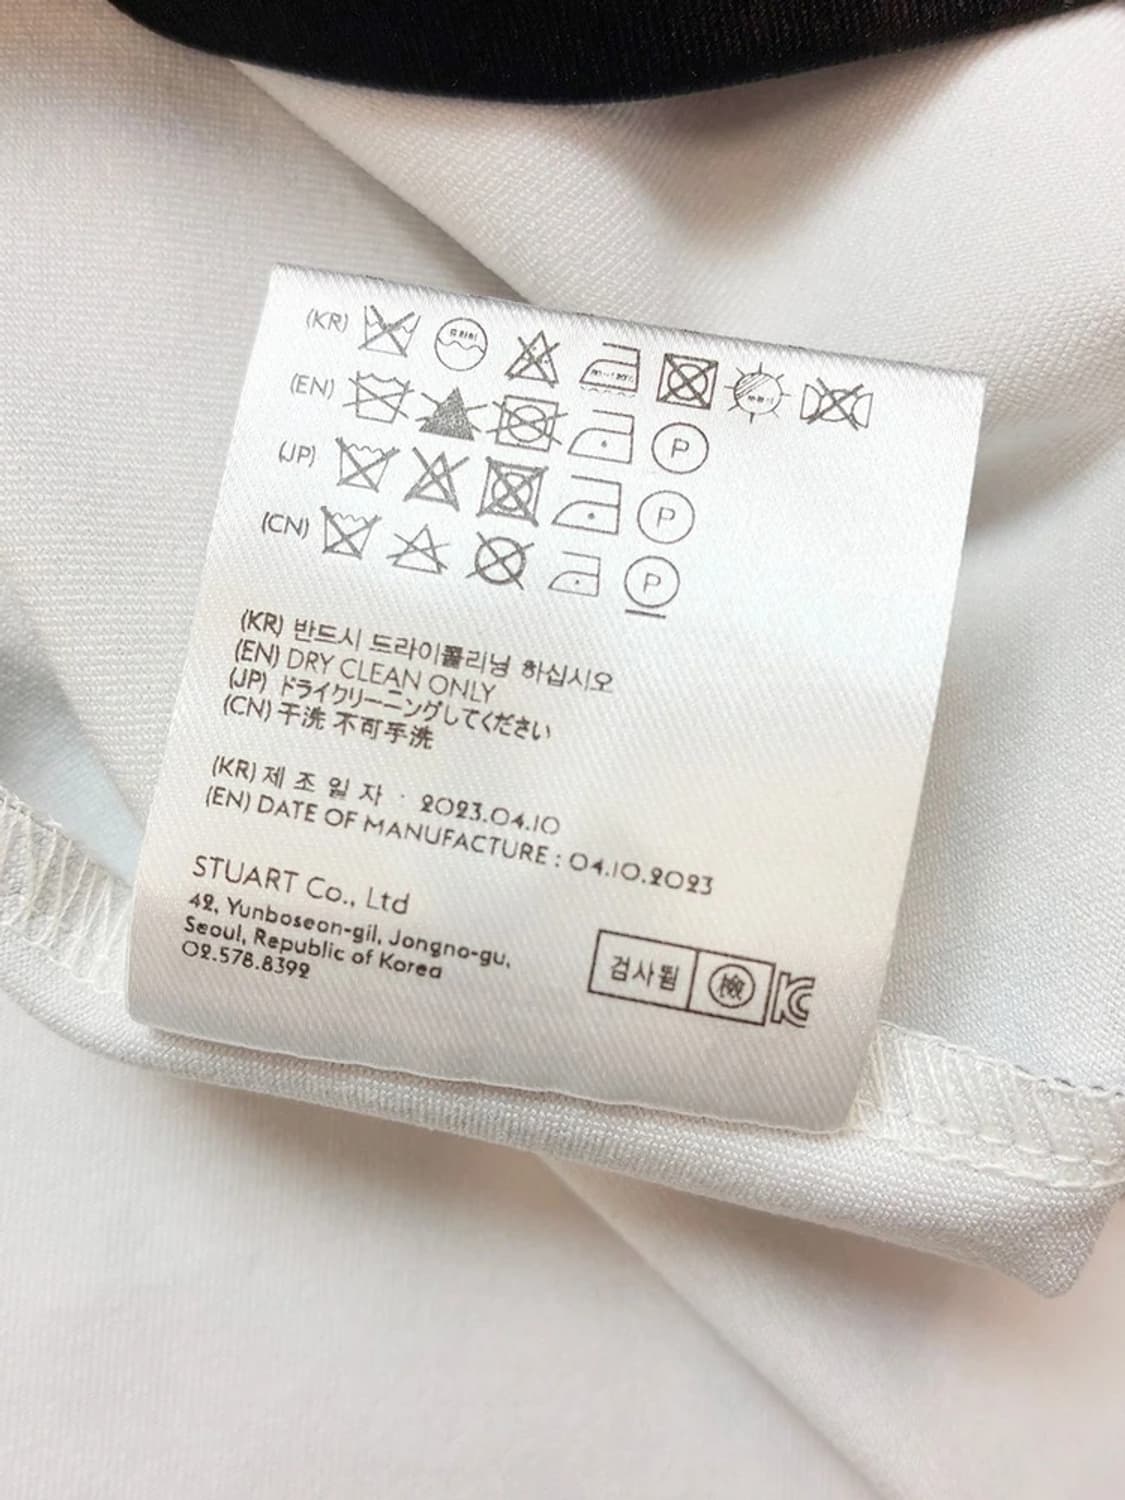 (KR)
(EN) P
(JP) P
(CN) P
(KR) 반드시 드라이클리닝 하십시오
(EN) DRY CLEAN ONLY
(JP) ドライクリーニングしてください
(CN) 干洗 不可手洗
(KR) 제 조 일 자 · 2023.04.10
(EN) DATE OF MANUFACTURE : 04.10.2023
STUART Co., Ltd
42, Yunboseon-gil, Jongno-gu,
Seoul, Republic of Korea
02.578.8392
검사필 檢